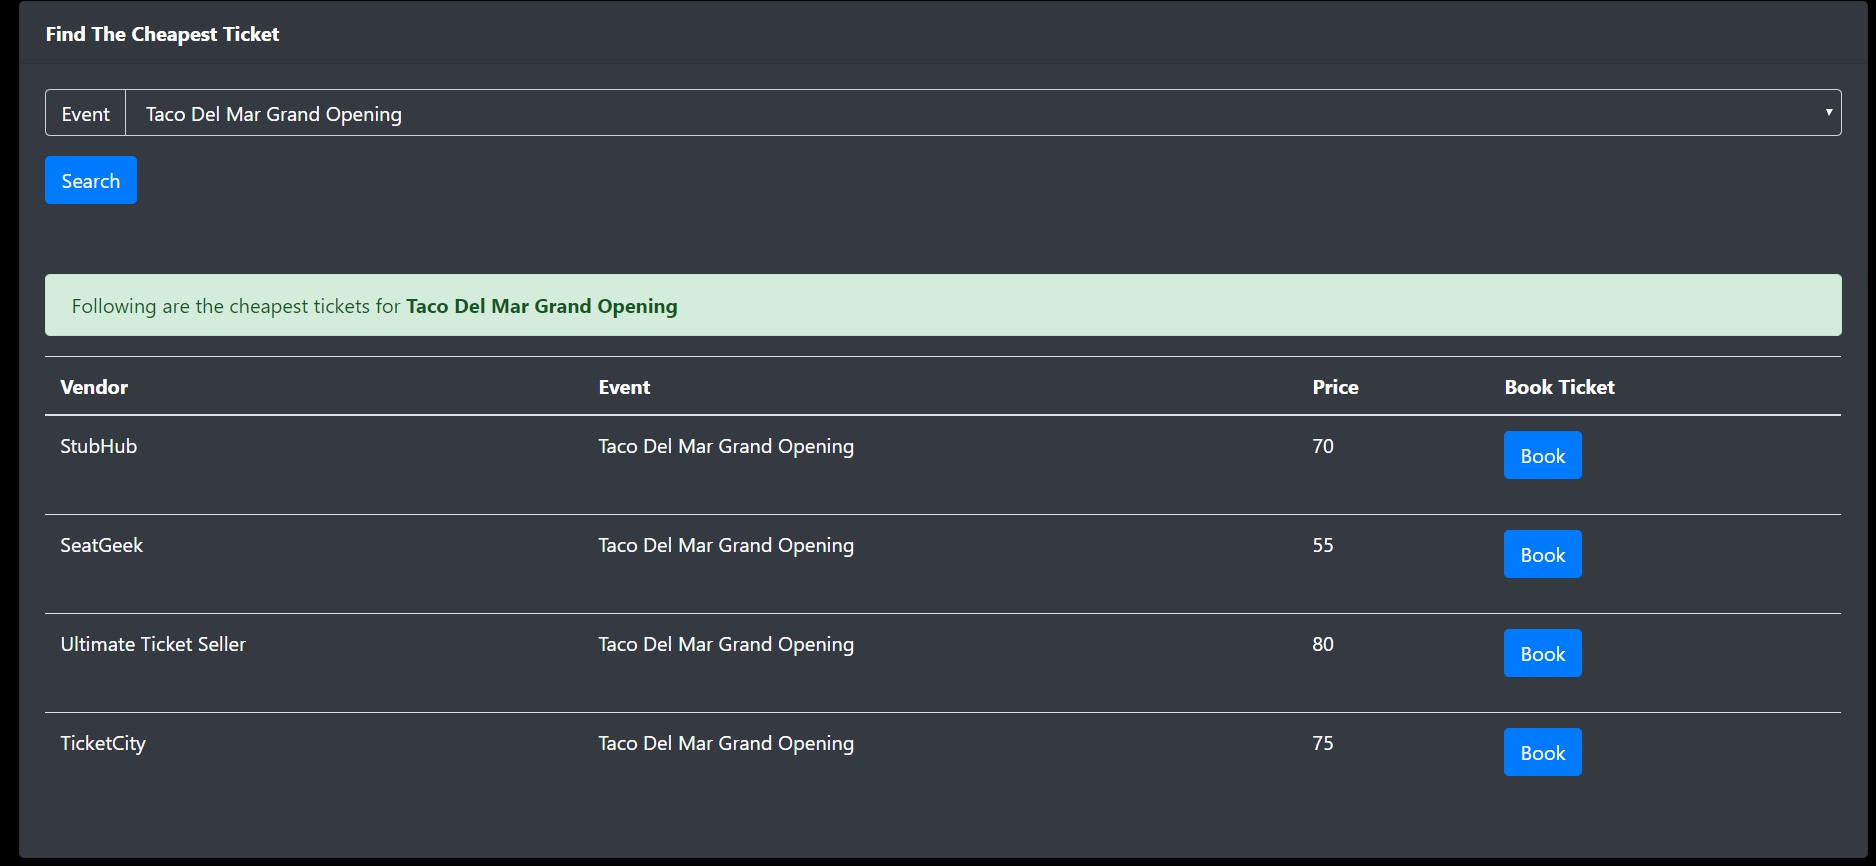 Find The Cheapest Ticket
Event Taco Del Mar Grand Opening
Search
Following are the cheapest tickets for Taco Del Mar Grand Opening
Vendor Event Price Book Ticket
StubHub Taco Del Mar Grand Opening 70 Book
SeatGeek Taco Del Mar Grand Opening 55 Book
Ultimate Ticket Seller Taco Del Mar Grand Opening 80 Book
TicketCity Taco Del Mar Grand Opening 75 Book